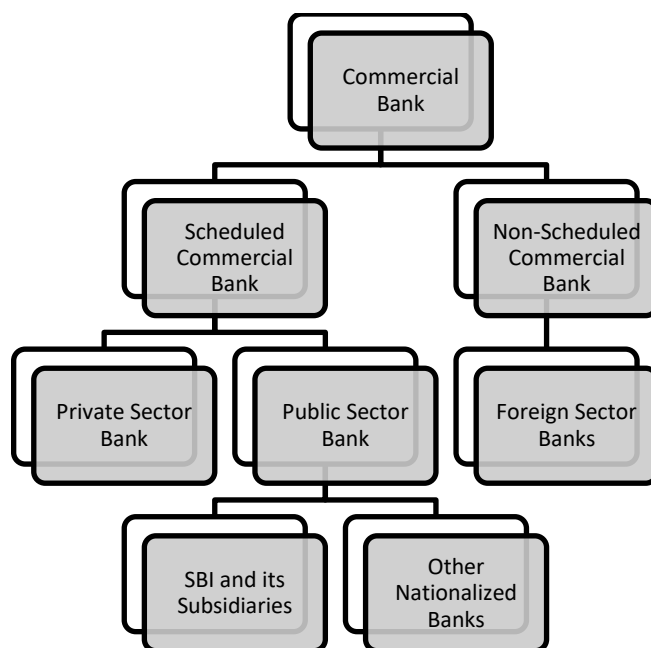 Commercial
Bank
Scheduled
Commercial
Bank
Non-Scheduled
Commercial
Bank
Private Sector
Bank
Public Sector
Bank
Foreign Sector
Banks
SBI and its
Subsidiaries
Other
Nationalized
Banks